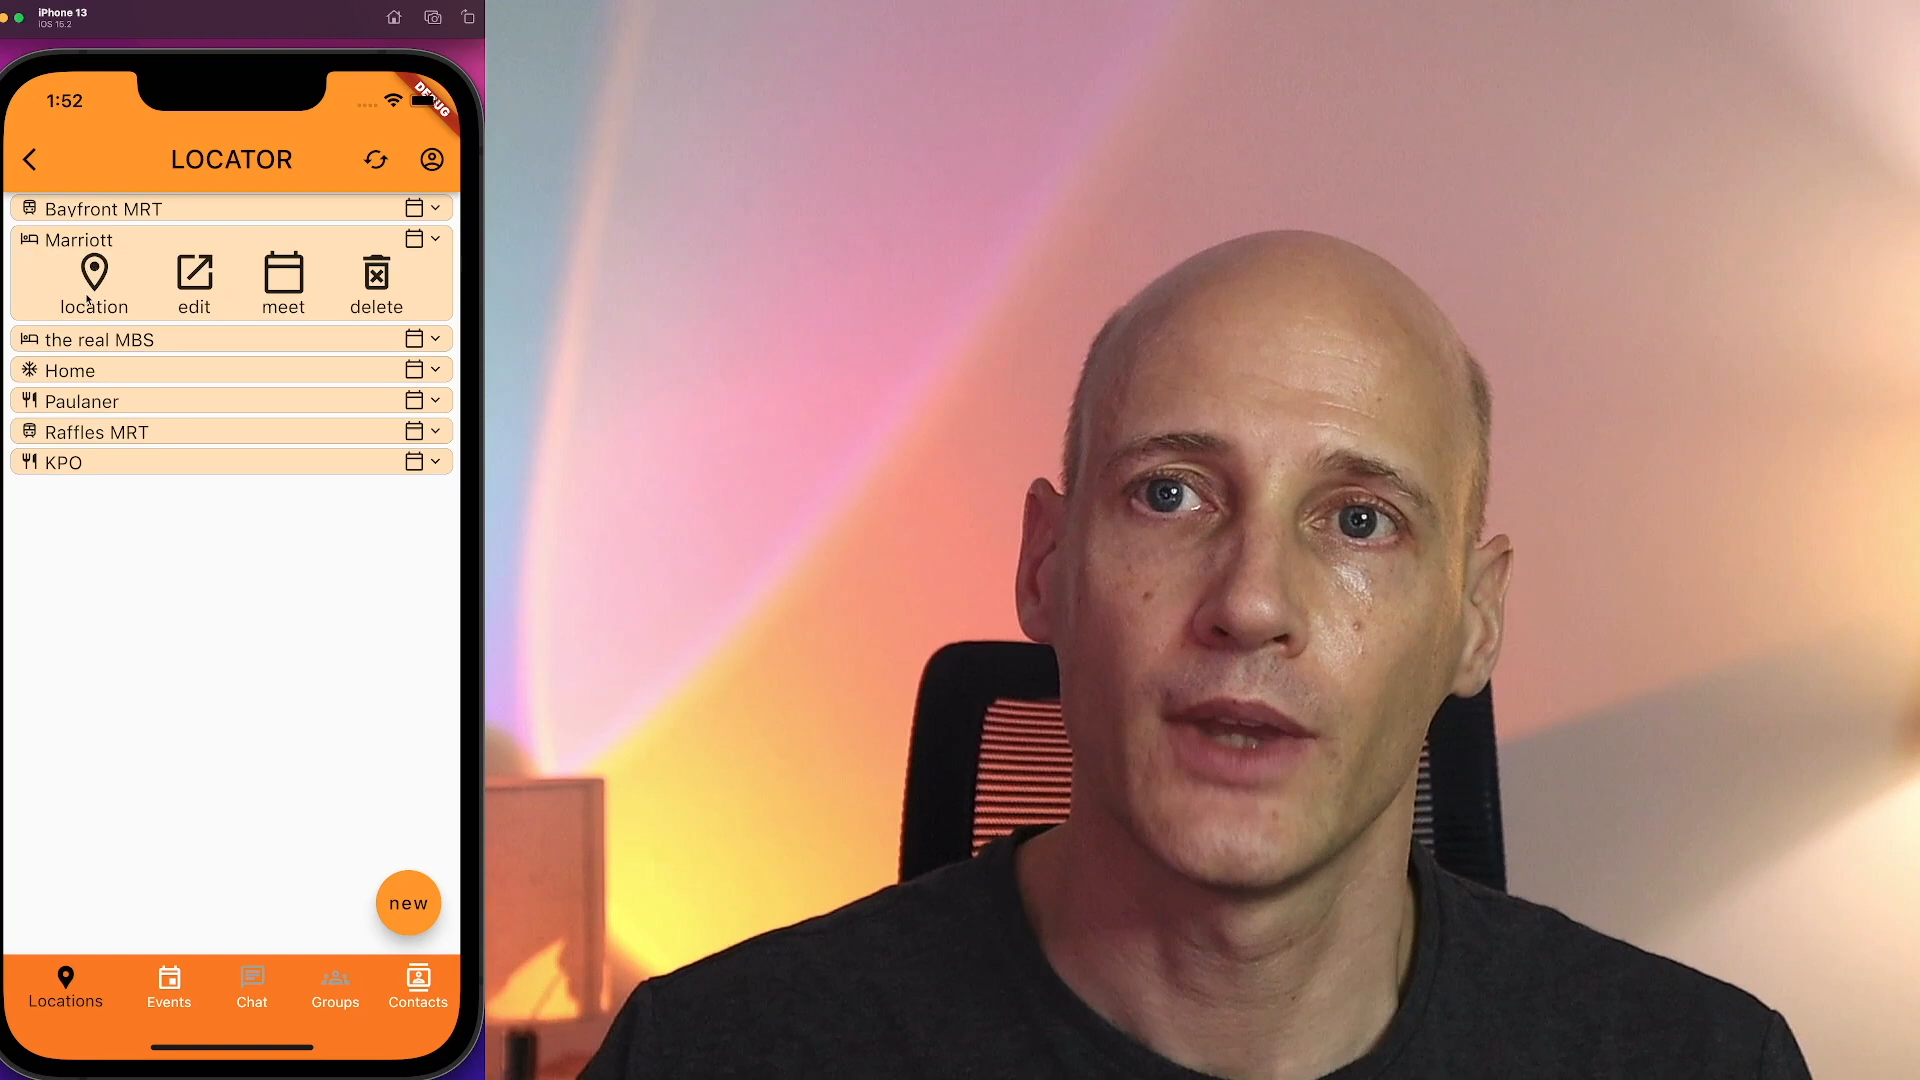 iPhone 13
iOS 15.2
1:52
DEBUG
LOCATOR
Bayfront MRT
Marriott
location edit meet delete
the real MBS
Home
Paulaner
Raffles MRT
KPO
new
Locations Events Chat Groups Contacts